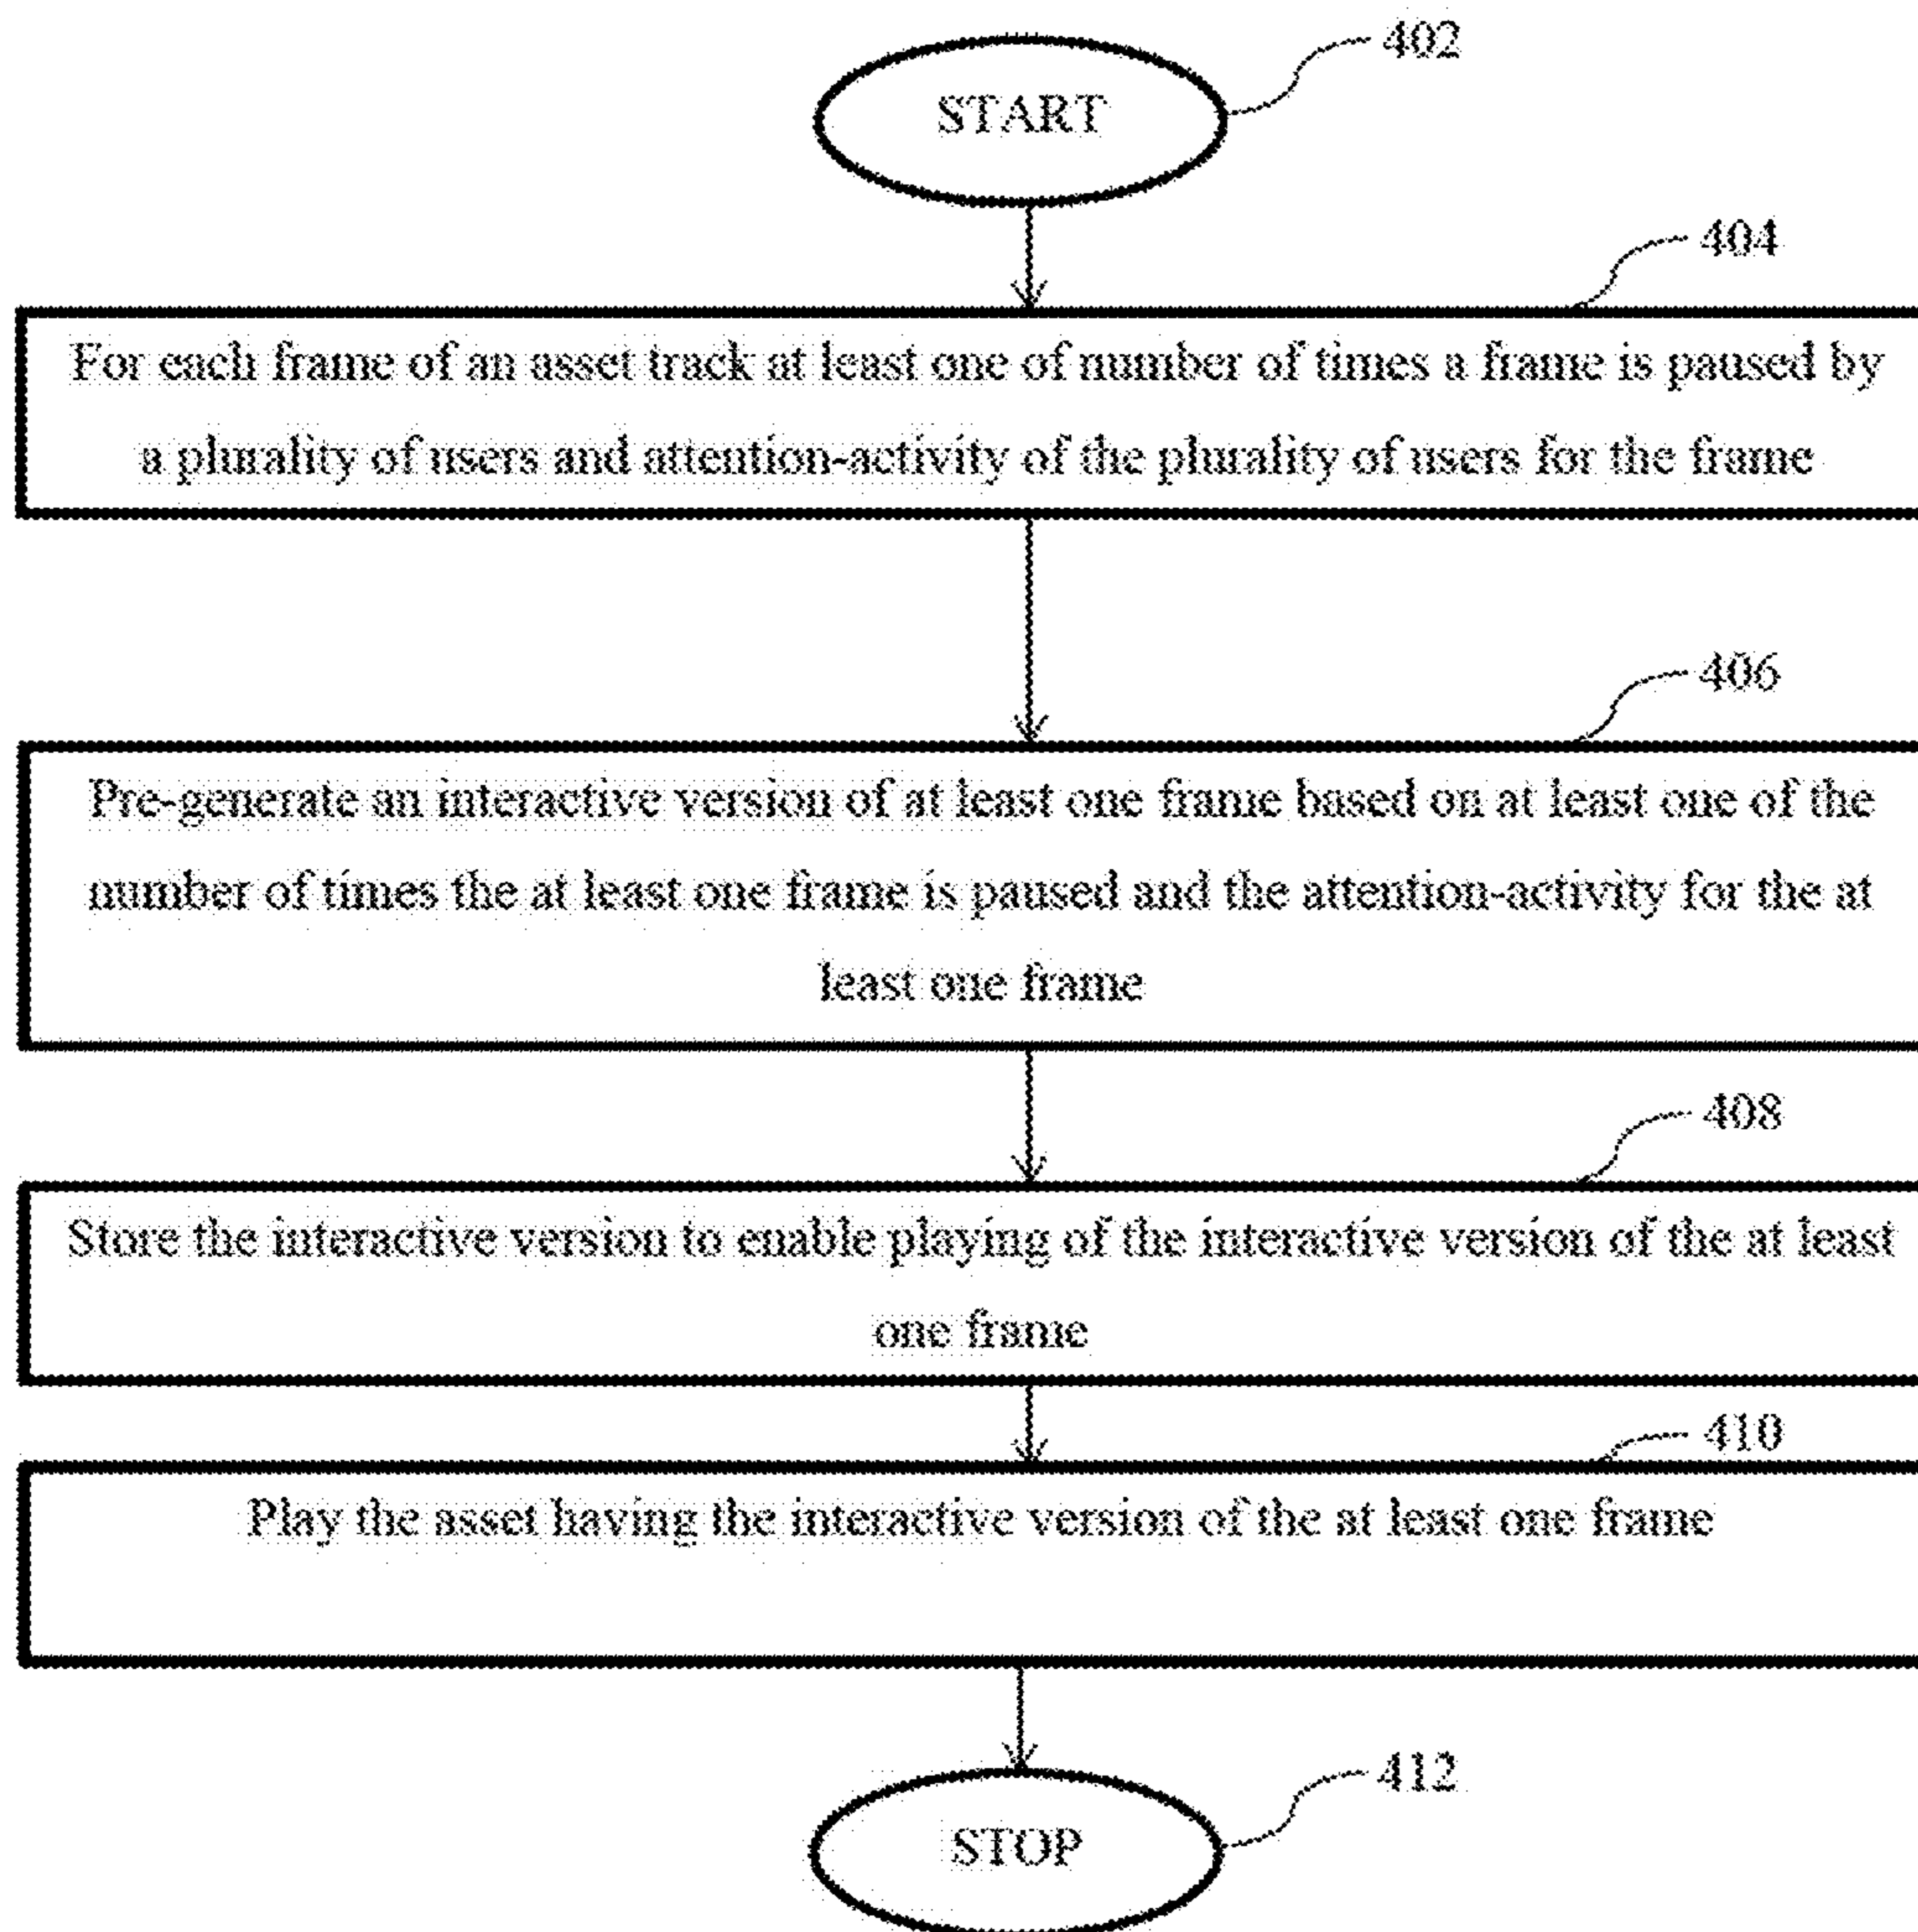 402
START
404
For each frame of an asset track at least one of number of times a frame is paused by
a plurality of users and attention-activity of the plurality of users for the frame
406
Pre-generate an interactive version of at least one frame based on at least one of the
number of times the at least one frame is paused and the attention-activity for the at
least one frame
408
Store the interactive version to enable playing of the interactive version of the at least
one frame
410
Play the asset having the interactive version of the at least one frame
412
STOP